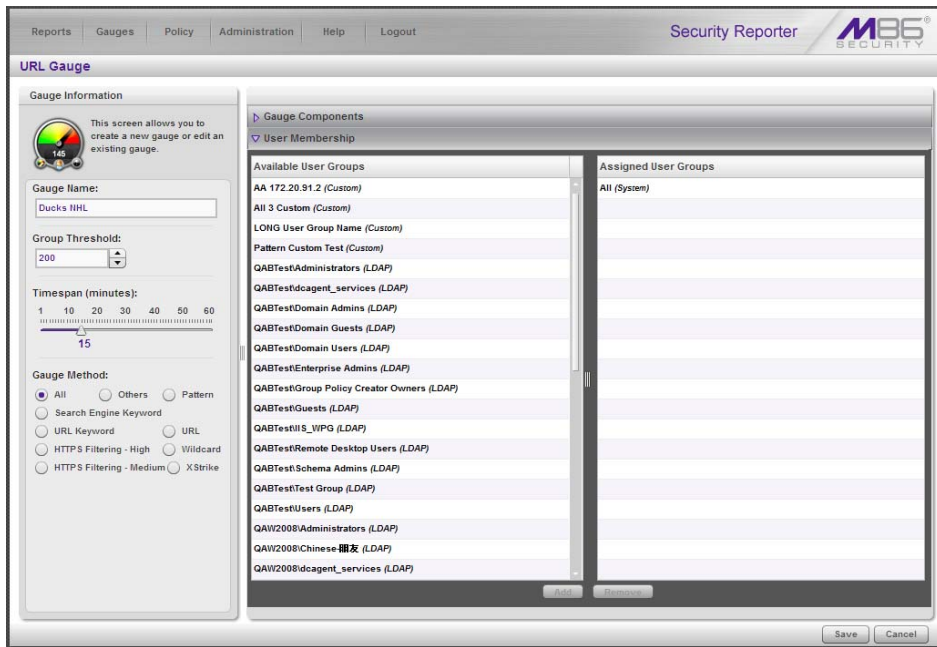 Reports Gauges Policy Administration Help Logout
Security Reporter
M86®
SECURITY
URL Gauge
Gauge Information
This screen allows you to
create a new gauge or edit an
existing gauge.
145
Gauge Name:
Ducks NHL
Group Threshold:
200
Timespan (minutes):
1 10 20 30 40 50 60
15
Gauge Method:
All Others Pattern
Search Engine Keyword
URL Keyword URL
HTTPS Filtering - High Wildcard
HTTPS Filtering - Medium XStrike
Gauge Components
User Membership
Available User Groups
AA 172.20.91.2 (Custom)
All 3 Custom (Custom)
LONG User Group Name (Custom)
Pattern Custom Test (Custom)
QABTest\Administrators (LDAP)
QABTest\dcagent_services (LDAP)
QABTest\Domain Admins (LDAP)
QABTest\Domain Guests (LDAP)
QABTest\Domain Users (LDAP)
QABTest\Enterprise Admins (LDAP)
QABTest\Group Policy Creator Owners (LDAP)
QABTest\Guests (LDAP)
QABTest\IIS_WPG (LDAP)
QABTest\Remote Desktop Users (LDAP)
QABTest\Schema Admins (LDAP)
QABTest\Test Group (LDAP)
QABTest\Users (LDAP)
QAW2008\Administrators (LDAP)
QAW2008\Chinese-朋友 (LDAP)
QAW2008\dcagent_services (LDAP)
Assigned User Groups
All (System)
Add Remove
Save Cancel